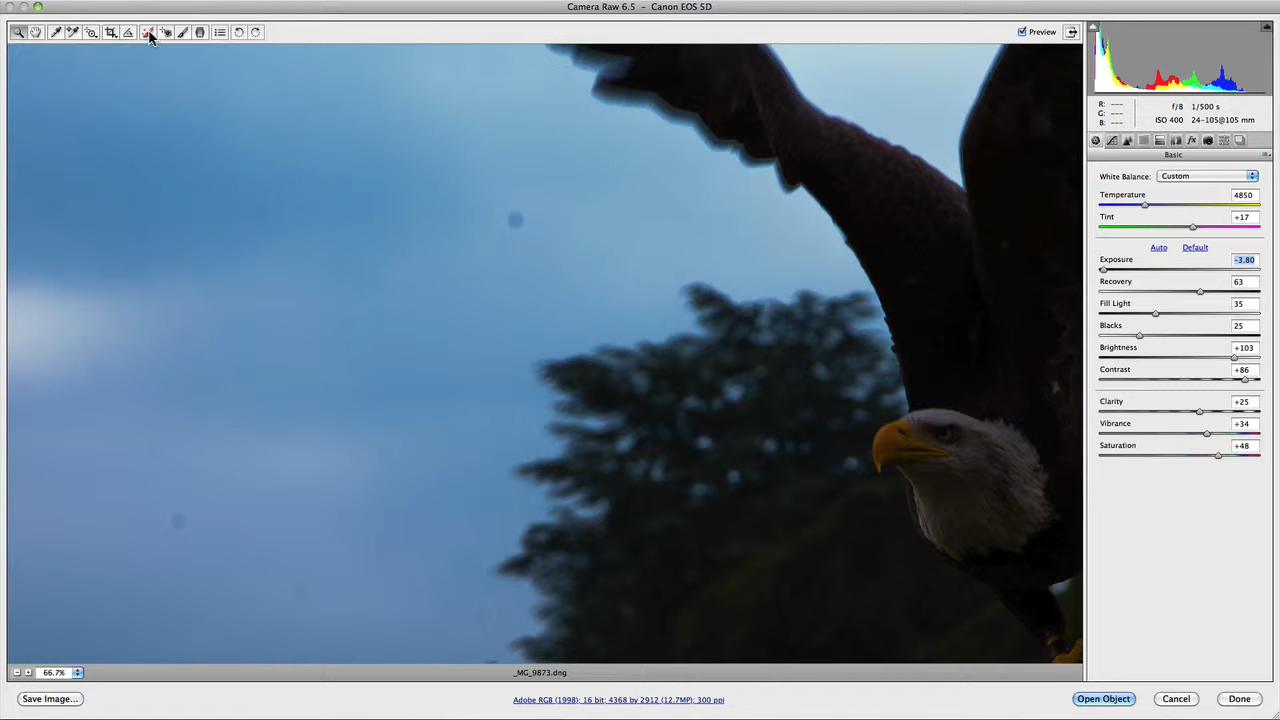 Camera Raw 6.5 - Canon EOS 5D
Preview
R: ---
G: ---
B: ---
f/8 1/500 s
ISO 400 24-105@105 mm
Basic
White Balance: Custom
Temperature 4850
Tint +17
Auto Default
Exposure -3.80
Recovery 63
Fill Light 35
Blacks 25
Brightness +103
Contrast +86
Clarity +25
Vibrance +34
Saturation +48
66.7%
_MG_9873.dng
Save Image...
Adobe RGB (1998); 16 bit; 4368 by 2912 (12.7MP); 300 ppi
Open Object
Cancel
Done